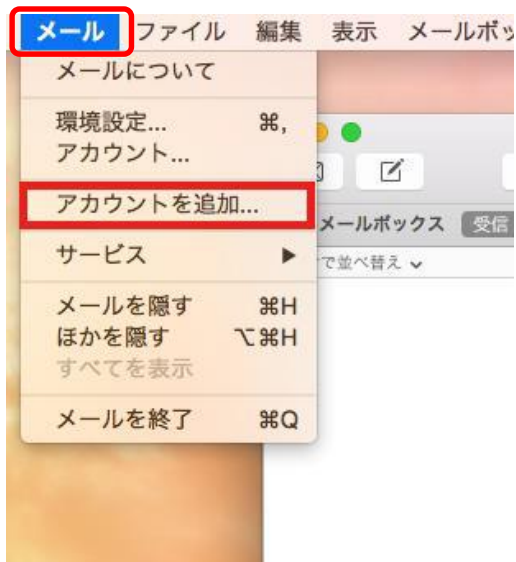 メール ファイル 編集 表示 メールボッ
メールについて
環境設定... ⌘,
アカウント...
アカウントを追加...
メールボックス 受信
サービス ▶
で並べ替え
メールを隠す ⌘H
ほかを隠す ⌥⌘H
すべてを表示
メールを終了 ⌘Q